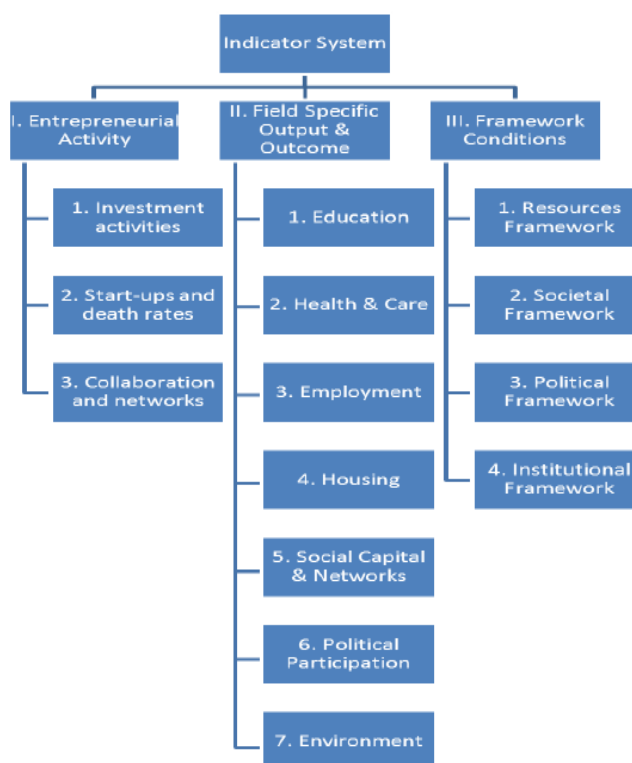 Indicator System
I. Entrepreneurial
Activity
II. Field Specific
Output &
Outcome
III. Framework
Conditions
1. Investment
activities
2. Start-ups and
death rates
3. Collaboration
and networks
1. Education
2. Health & Care
3. Employment
4. Housing
5. Social Capital
& Networks
6. Political
Participation
7. Environment
1. Resources
Framework
2. Societal
Framework
3. Political
Framework
4. Institutional
Framework